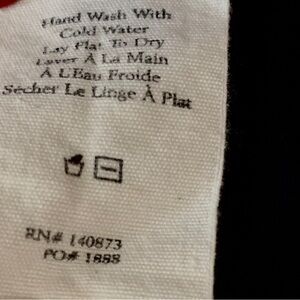 Hand Wash With
Cold Water
Lay Flat To Dry
Laver À La Main
À L'Eau Froide
Sécher Le Linge À Plat
RN# 140873
PO# 1888